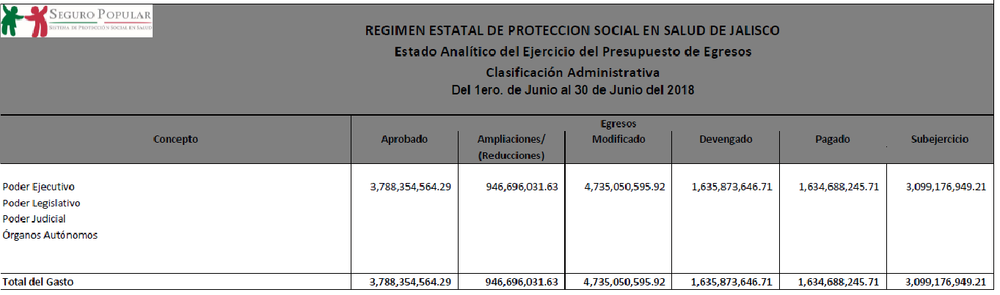 SEGURO POPULAR
SISTEMA DE PROTECCIÓN SOCIAL EN SALUD
REGIMEN ESTATAL DE PROTECCION SOCIAL EN SALUD DE JALISCO
Estado Analítico del Ejercicio del Presupuesto de Egresos
Clasificación Administrativa
Del 1ero. de Junio al 30 de Junio del 2018
Egresos
Concepto Aprobado Ampliaciones/ Modificado Devengado Pagado Subejercicio
(Reducciones)
Poder Ejecutivo 3,788,354,564.29 946,696,031.63 4,735,050,595.92 1,635,873,646.71 1,634,688,245.71 3,099,176,949.21
Poder Legislativo
Poder Judicial
Órganos Autónomos
Total del Gasto 3,788,354,564.29 946,696,031.63 4,735,050,595.92 1,635,873,646.71 1,634,688,245.71 3,099,176,949.21